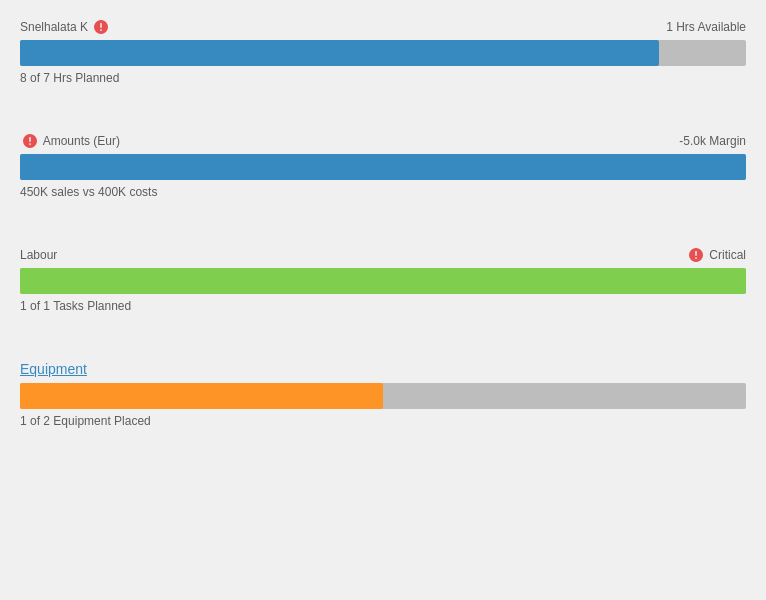 Snelhalata K 1 Hrs Available
8 of 7 Hrs Planned
Amounts (Eur) -5.0k Margin
450K sales vs 400K costs
Labour Critical
1 of 1 Tasks Planned
Equipment
1 of 2 Equipment Placed